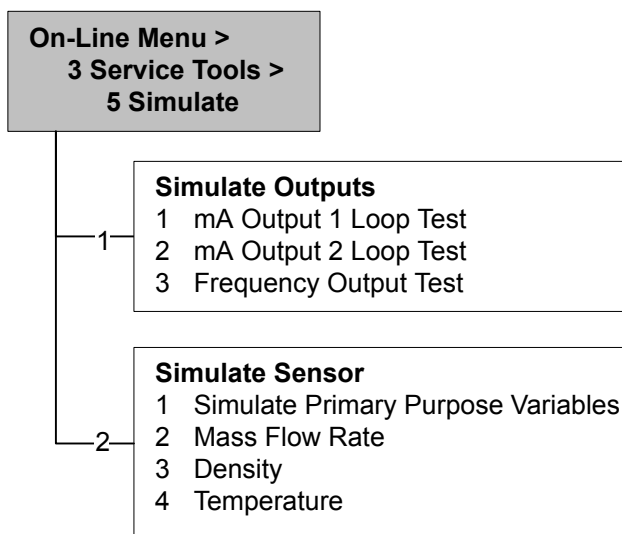 On-Line Menu >
3 Service Tools >
5 Simulate
1
Simulate Outputs
1 mA Output 1 Loop Test
2 mA Output 2 Loop Test
3 Frequency Output Test
2
Simulate Sensor
1 Simulate Primary Purpose Variables
2 Mass Flow Rate
3 Density
4 Temperature